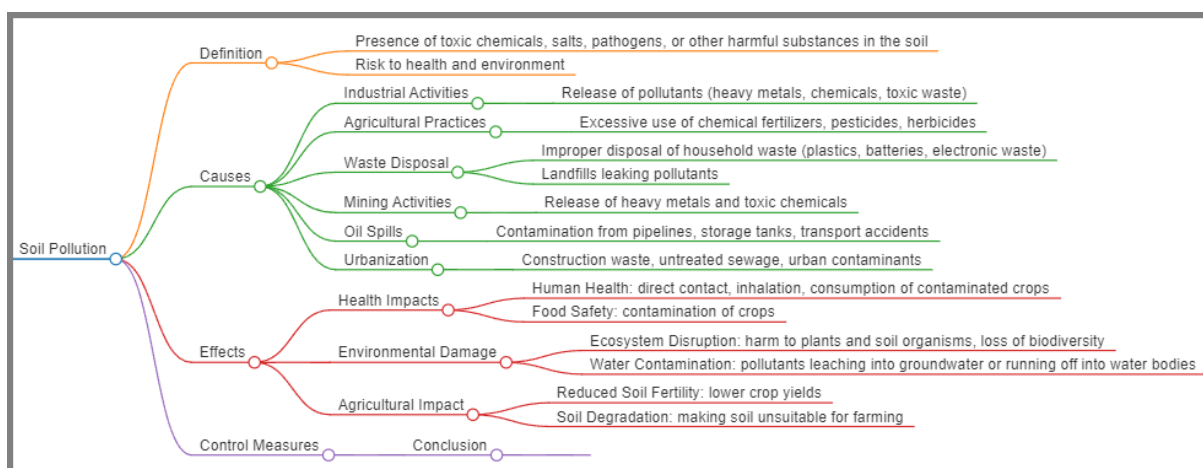 Soil Pollution
Definition
Presence of toxic chemicals, salts, pathogens, or other harmful substances in the soil
Risk to health and environment
Causes
Industrial Activities
Release of pollutants (heavy metals, chemicals, toxic waste)
Agricultural Practices
Excessive use of chemical fertilizers, pesticides, herbicides
Waste Disposal
Improper disposal of household waste (plastics, batteries, electronic waste)
Landfills leaking pollutants
Mining Activities
Release of heavy metals and toxic chemicals
Oil Spills
Contamination from pipelines, storage tanks, transport accidents
Urbanization
Construction waste, untreated sewage, urban contaminants
Effects
Health Impacts
Human Health: direct contact, inhalation, consumption of contaminated crops
Food Safety: contamination of crops
Environmental Damage
Ecosystem Disruption: harm to plants and soil organisms, loss of biodiversity
Water Contamination: pollutants leaching into groundwater or running off into water bodies
Agricultural Impact
Reduced Soil Fertility: lower crop yields
Soil Degradation: making soil unsuitable for farming
Control Measures
Conclusion